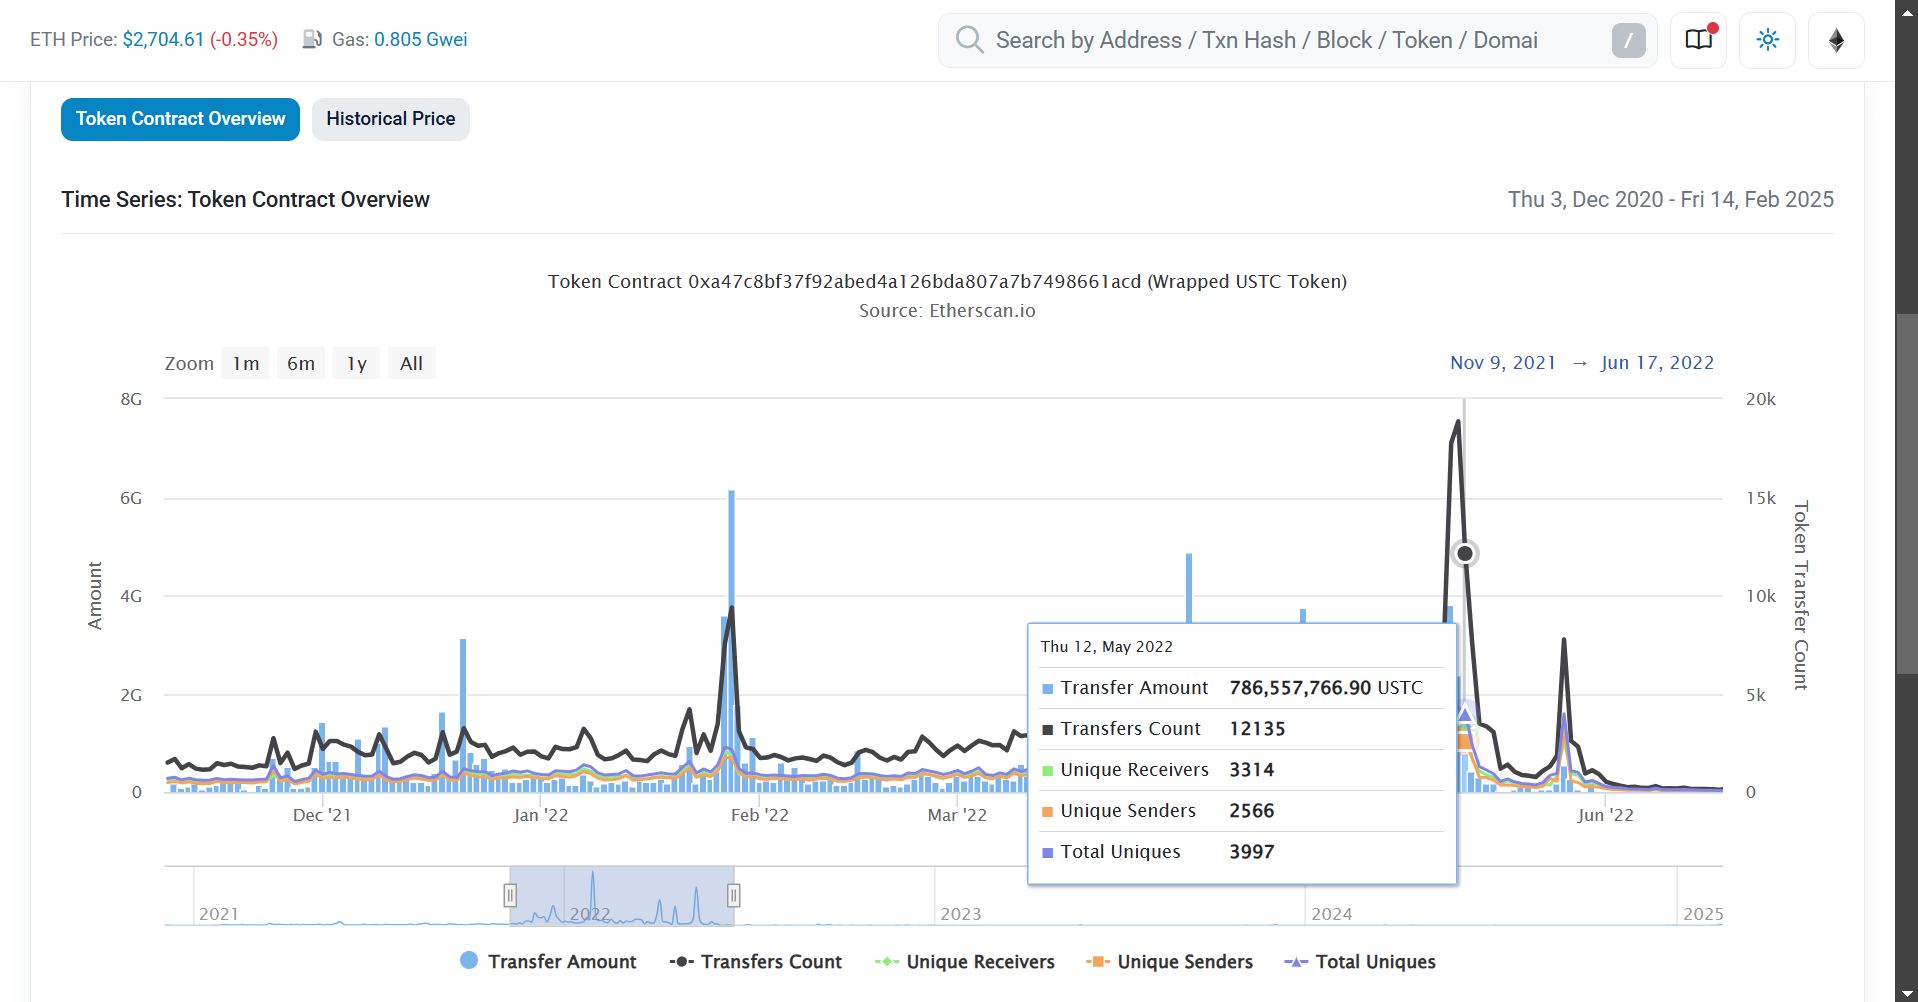 ETH Price: $2,704.61 (-0.35%) Gas: 0.805 Gwei
Search by Address / Txn Hash / Block / Token / Domai
/
Token Contract Overview
Historical Price
Time Series: Token Contract Overview
Thu 3, Dec 2020 - Fri 14, Feb 2025
Token Contract 0xa47c8bf37f92abed4a126bda807a7b7498661acd (Wrapped USTC Token)
Source: Etherscan.io
Zoom 1m 6m 1y All
Nov 9, 2021 → Jun 17, 2022
8G
6G
4G
2G
0
Amount
20k
15k
10k
5k
0
Token Transfer Count
Thu 12, May 2022
Transfer Amount 786,557,766.90 USTC
Transfers Count 12135
Unique Receivers 3314
Unique Senders 2566
Total Uniques 3997
Dec '21 Jan '22 Feb '22 Mar '22 Jun '22
2021 2022 2023 2024 2025
Transfer Amount Transfers Count Unique Receivers Unique Senders Total Uniques